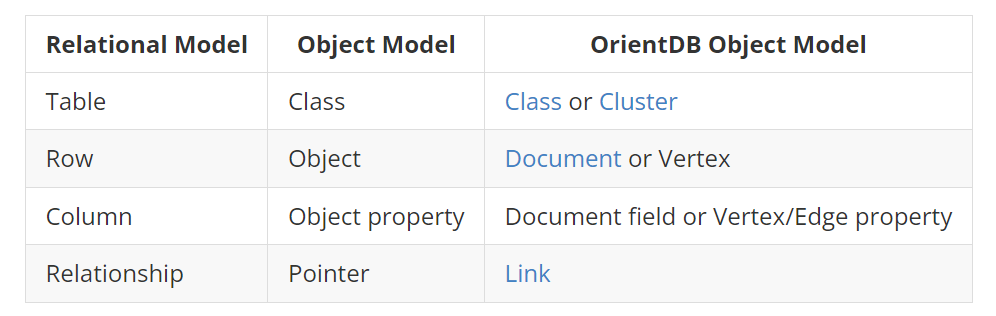 Relational Model Object Model OrientDB Object Model
Table Class Class or Cluster
Row Object Document or Vertex
Column Object property Document field or Vertex/Edge property
Relationship Pointer Link